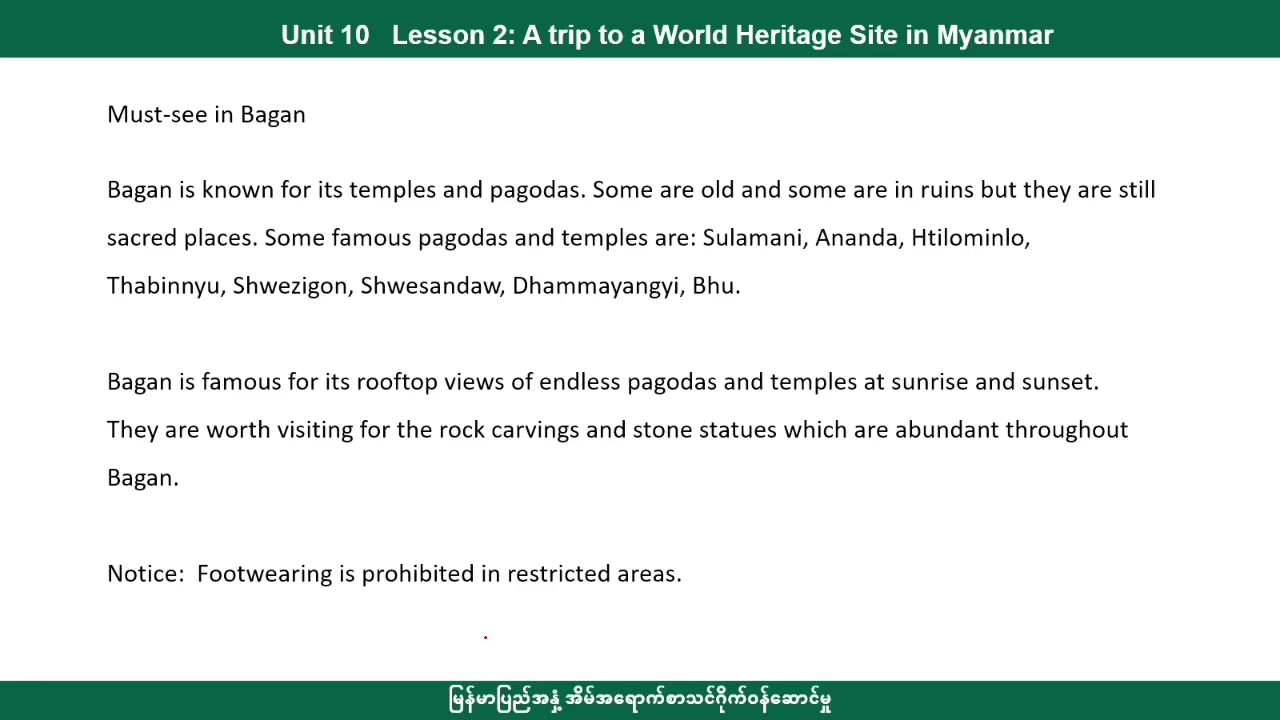 Unit 10 Lesson 2: A trip to a World Heritage Site in Myanmar
Must-see in Bagan
Bagan is known for its temples and pagodas. Some are old and some are in ruins but they are still
sacred places. Some famous pagodas and temples are: Sulamani, Ananda, Htilominlo,
Thabinnyu, Shwezigon, Shwesandaw, Dhammayangyi, Bhu.
Bagan is famous for its rooftop views of endless pagodas and temples at sunrise and sunset.
They are worth visiting for the rock carvings and stone statues which are abundant throughout
Bagan.
Notice: Footwearing is prohibited in restricted areas.
မြန်မာပြည်အနှံ့ အိမ်အရောက်စာသင်ဂိုက်ဝန်ဆောင်မှု